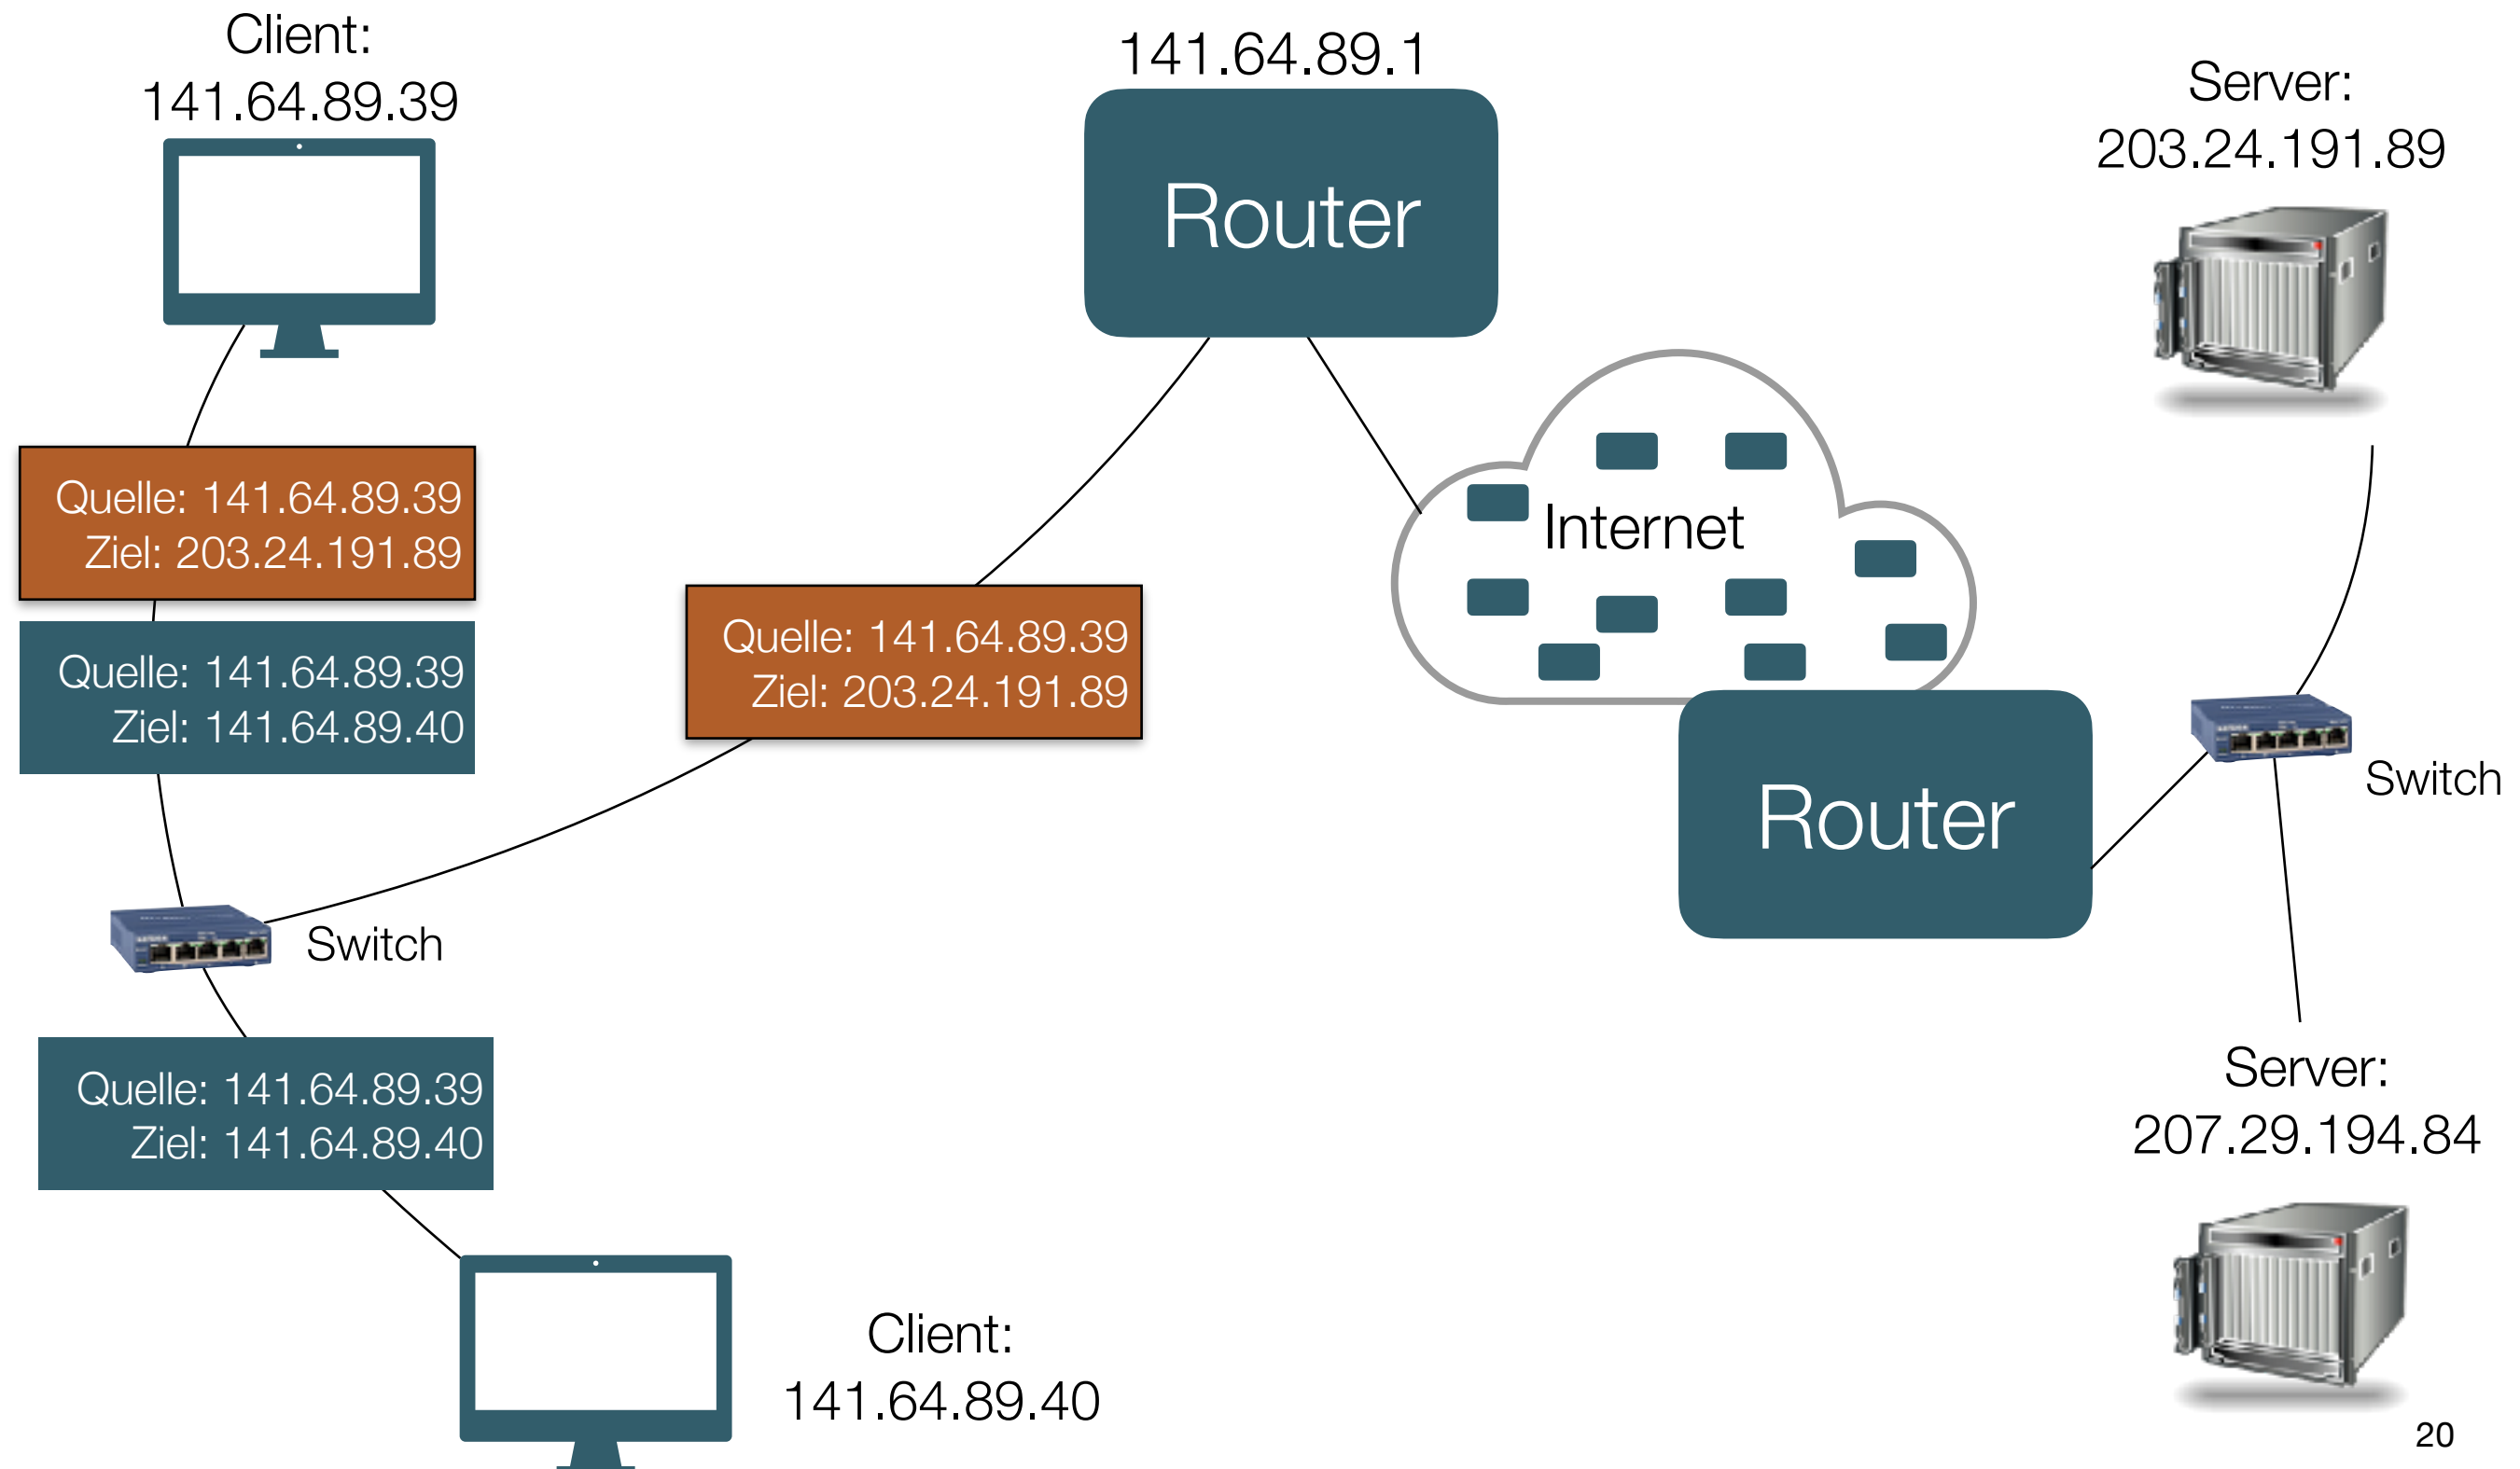 Client:
141.64.89.39
141.64.89.1
Router
Server:
203.24.191.89
Quelle: 141.64.89.39
Ziel: 203.24.191.89
Quelle: 141.64.89.39
Ziel: 141.64.89.40
Quelle: 141.64.89.39
Ziel: 203.24.191.89
Internet
Router
Switch
Switch
Quelle: 141.64.89.39
Ziel: 141.64.89.40
Server:
207.29.194.84
Client:
141.64.89.40
20